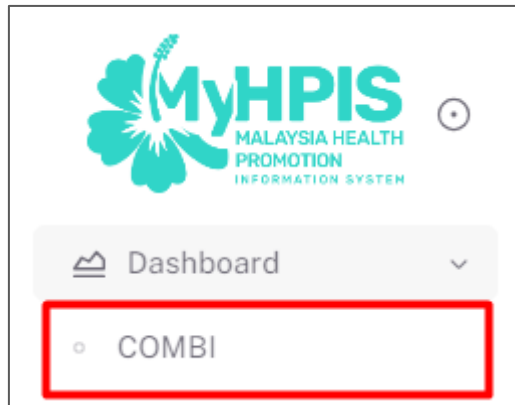 MyHPIS
MALAYSIA HEALTH
PROMOTION
INFORMATION SYSTEM
Dashboard
COMBI